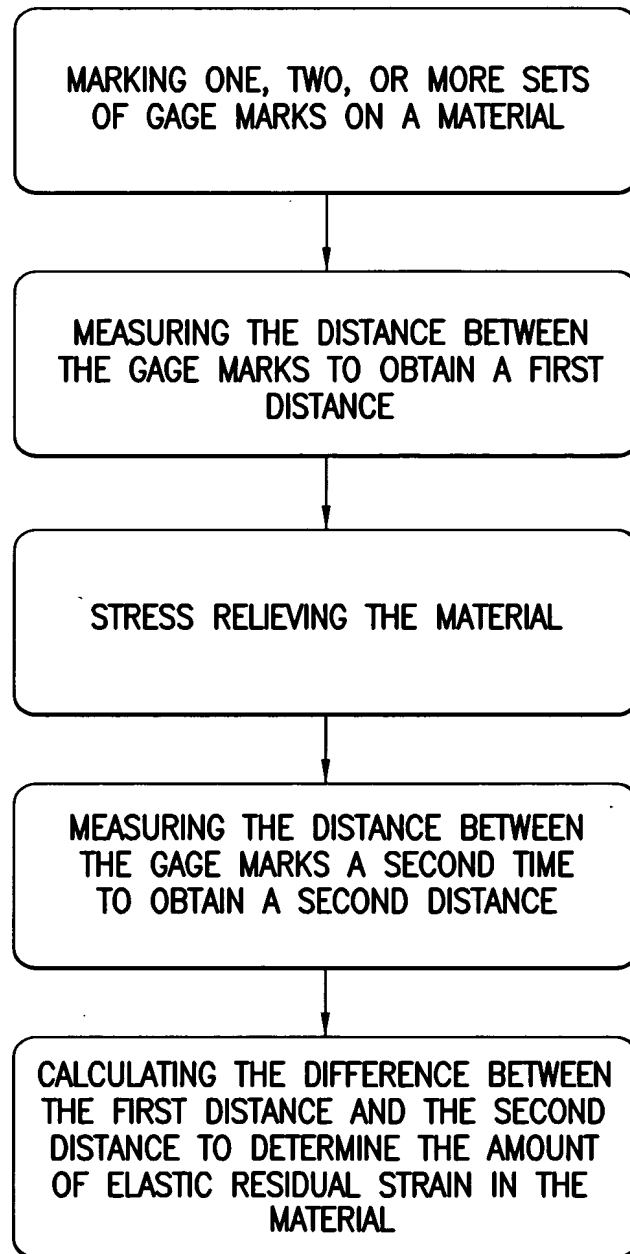 MARKING ONE, TWO, OR MORE SETS
OF GAGE MARKS ON A MATERIAL
MEASURING THE DISTANCE BETWEEN
THE GAGE MARKS TO OBTAIN A FIRST
DISTANCE
STRESS RELIEVING THE MATERIAL
MEASURING THE DISTANCE BETWEEN
THE GAGE MARKS A SECOND TIME
TO OBTAIN A SECOND DISTANCE
CALCULATING THE DIFFERENCE BETWEEN
THE FIRST DISTANCE AND THE SECOND
DISTANCE TO DETERMINE THE AMOUNT
OF ELASTIC RESIDUAL STRAIN IN THE
MATERIAL